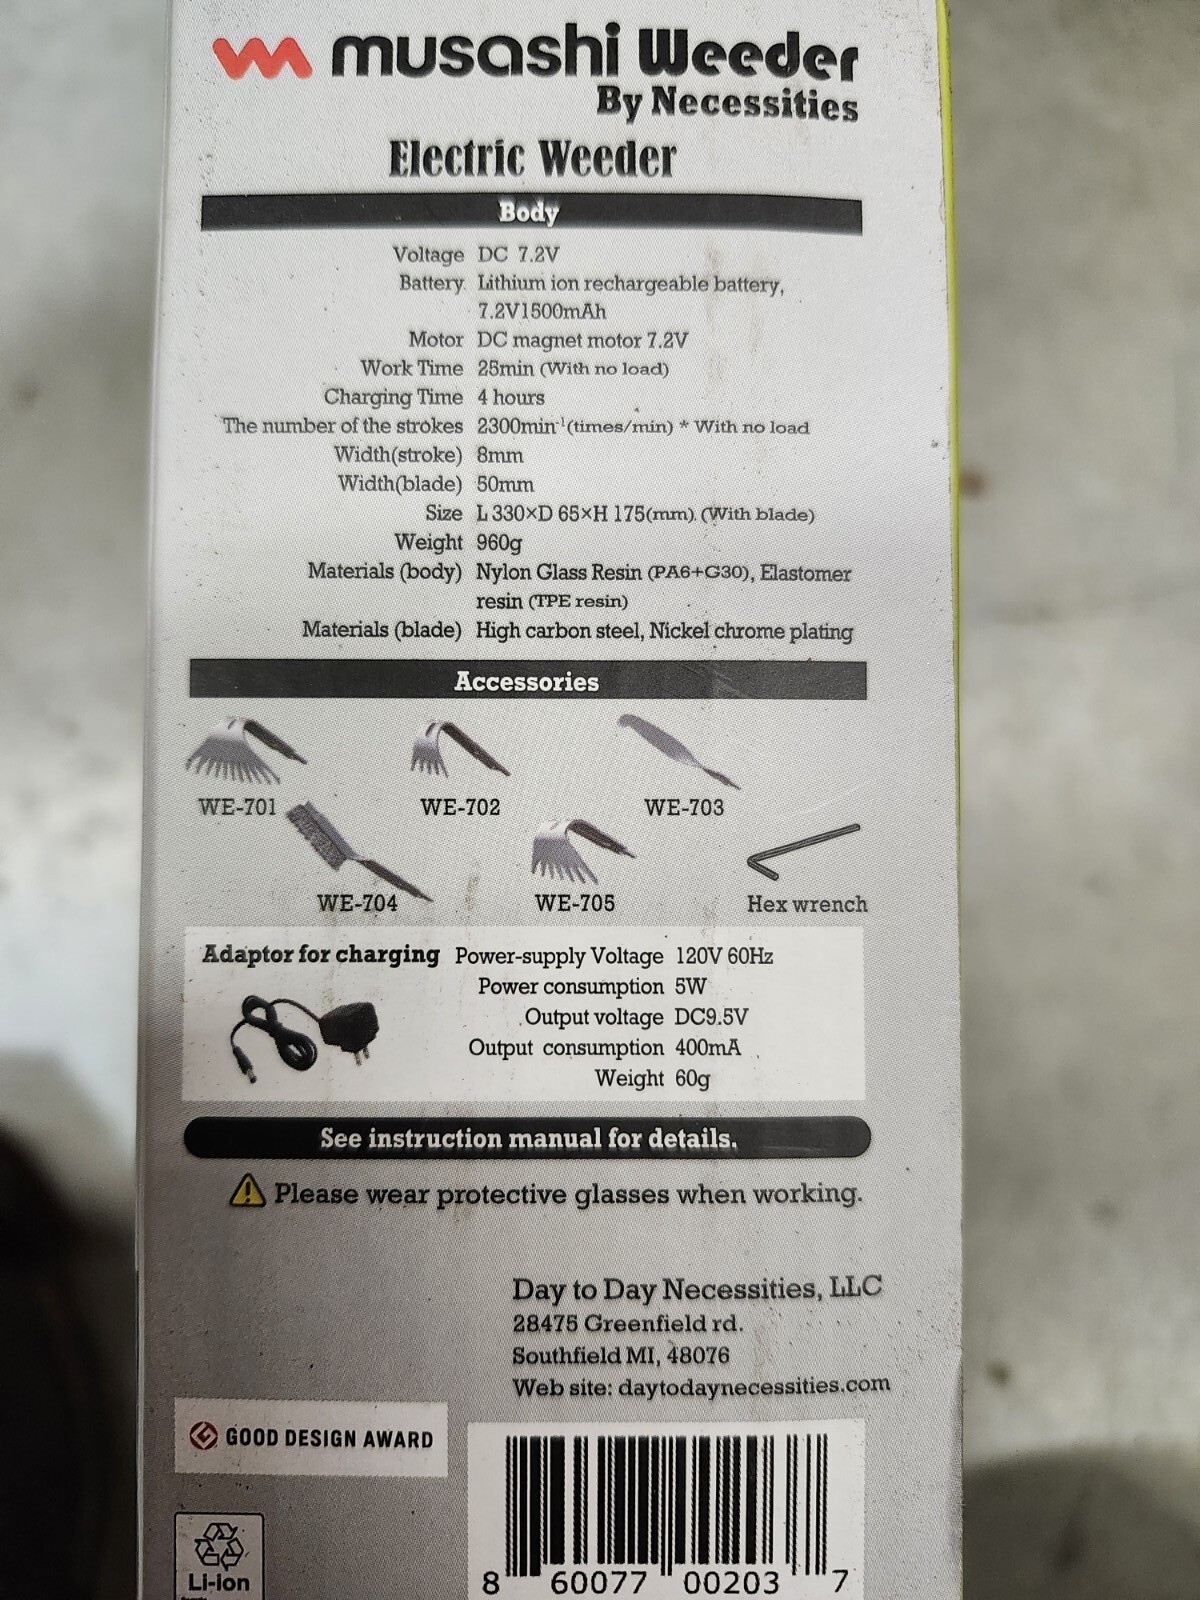 musashi Weeder
By Necessities
Electric Weeder
Body
Voltage DC 7.2V
Battery Lithium ion rechargeable battery,
7.2V1500mAh
Motor DC magnet motor 7.2V
Work Time 25min (With no load)
Charging Time 4 hours
The number of the strokes 2300min⁻¹(times/min) * With no load
Width(stroke) 8mm
Width(blade) 50mm
Size L 330×D 65×H 175(mm). (With blade)
Weight 960g
Materials (body) Nylon Glass Resin (PA6+G30), Elastomer
resin (TPE resin)
Materials (blade) High carbon steel, Nickel chrome plating
Accessories
WE-701 WE-702 WE-703
WE-704 WE-705 Hex wrench
Adaptor for charging Power-supply Voltage 120V 60Hz
Power consumption 5W
Output voltage DC9.5V
Output consumption 400mA
Weight 60g
See instruction manual for details.
Please wear protective glasses when working.
Day to Day Necessities, LLC
28475 Greenfield rd.
Southfield MI, 48076
Web site: daytodaynecessities.com
GOOD DESIGN AWARD
Li-ion
8 60077 00203 7